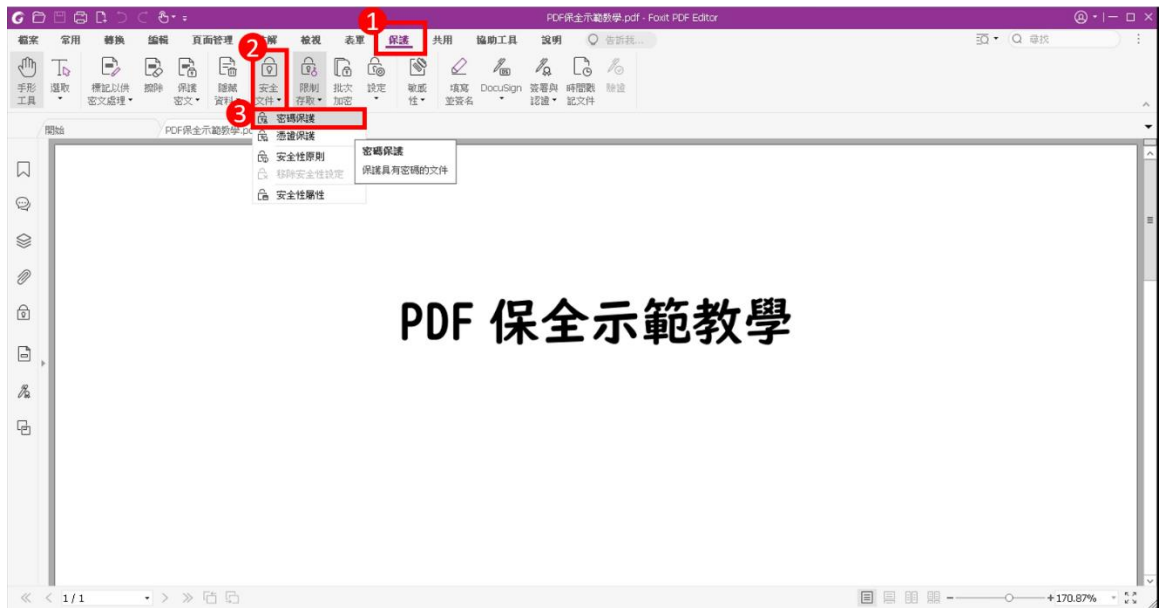 PDF保全示範教學.pdf - Foxit PDF Editor
1
檔案 常用 轉換 編輯 頁面管理 註解 檢視 表單 保護 共用 協助工具 說明 告訴我... 尋找
2
手形工具 選取 標記以供密文處理 擦除 保護密文 隱藏資料 安全文件 限制存取 批次加密 設定 敏感性 填寫並簽名 DocuSign 簽署與認證 時間戳記文件 驗證
3
開始 PDF保全示範教學.pd
密碼保護
憑證保護
安全性原則
移除安全性設定
安全性屬性
密碼保護
保護具有密碼的文件
PDF 保全示範教學
1 / 1
170.87%